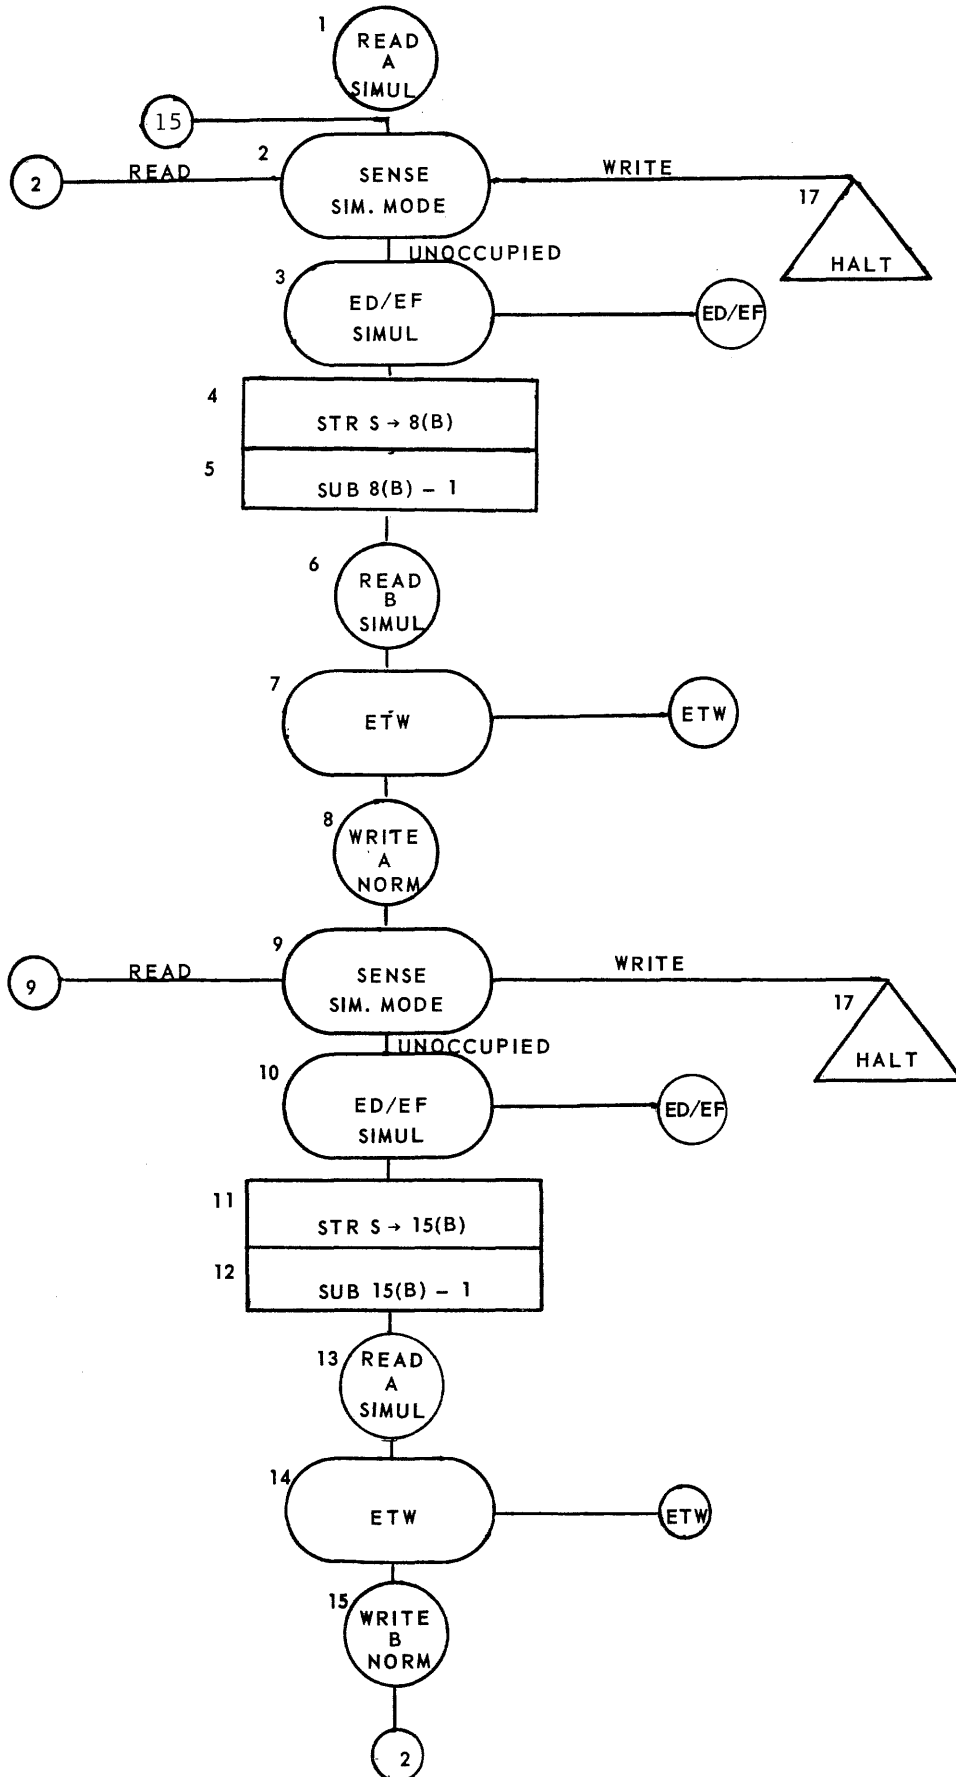 1
READ
A
SIMUL
15
2
READ
2
SENSE
SIM. MODE
WRITE
17
HALT
UNOCCUPIED
3
ED/EF
SIMUL
ED/EF
4
STR S → 8(B)
5
SUB 8(B) – 1
6
READ
B
SIMUL
7
ETW
ETW
8
WRITE
A
NORM
9
READ
9
SENSE
SIM. MODE
WRITE
17
HALT
UNOCCUPIED
10
ED/EF
SIMUL
ED/EF
11
STR S → 15(B)
12
SUB 15(B) – 1
13
READ
A
SIMUL
14
ETW
ETW
15
WRITE
B
NORM
2